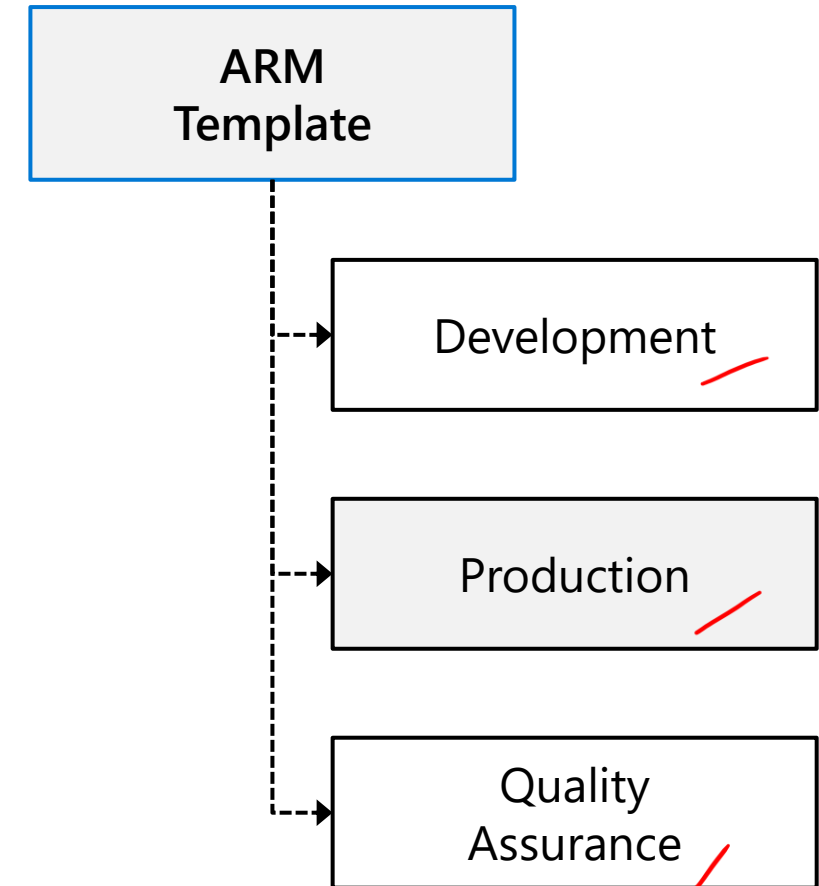 ARM
Template
Development
Production
Quality
Assurance